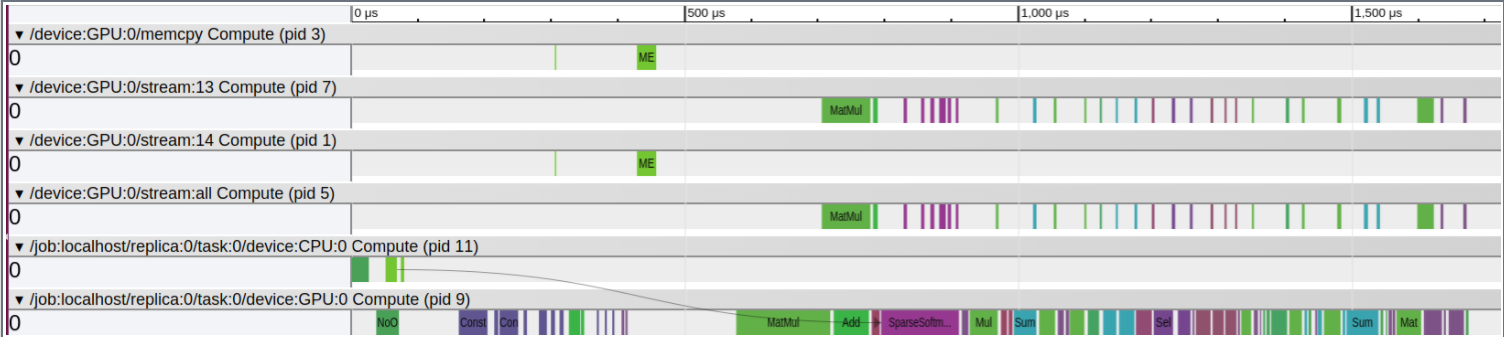 0 μs 500 μs 1,000 μs 1,500 μs
▼ /device:GPU:0/memcpy Compute (pid 3)
0 ME
▼ /device:GPU:0/stream:13 Compute (pid 7)
0 MatMul
▼ /device:GPU:0/stream:14 Compute (pid 1)
0 ME
▼ /device:GPU:0/stream:all Compute (pid 5)
0 MatMul
▼ /job:localhost/replica:0/task:0/device:CPU:0 Compute (pid 11)
0
▼ /job:localhost/replica:0/task:0/device:GPU:0 Compute (pid 9)
0 NoO Const Con MatMul Add SparseSoftm... Mul Sum Sel Sum Mat